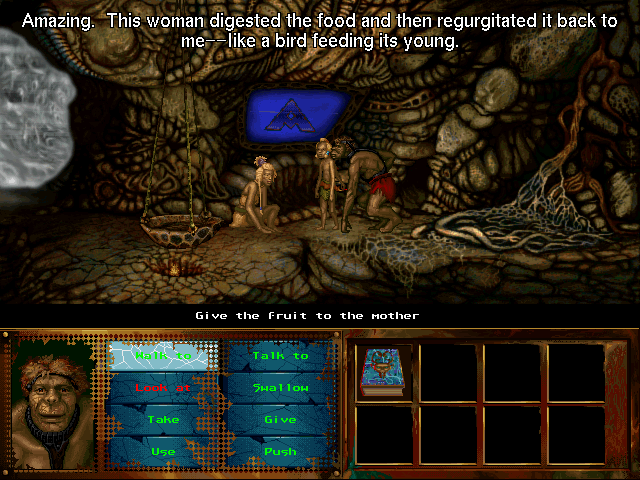 Amazing.  This woman digested the food and then regurgitated it back to
me--like a bird feeding its young.
Give the fruit to the mother
Walk to
Talk to
Look at
Swallow
Take
Give
Use
Push